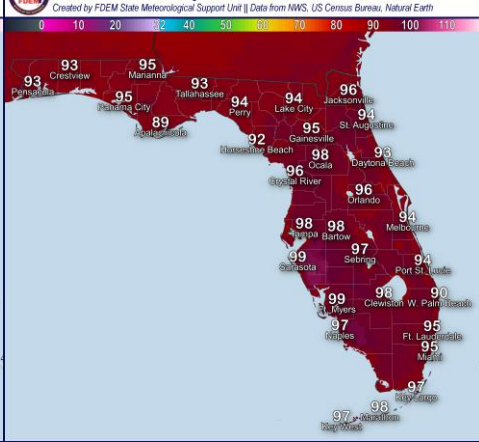 FDEM
Created by FDEM State Meteorological Support Unit || Data from NWS, US Census Bureau, Natural Earth
0 10 20 32 40 50 60 70 80 90 100 110
93
Pensacola
93
Crestview
95
Marianna
95
Panama City
89
Apalachicola
93
Tallahassee
94
Perry
94
Lake City
96
Jacksonville
94
St. Augustine
95
Gainesville
92
Horseshoe Beach
98
Ocala
93
Daytona Beach
96
Crystal River
96
Orlando
94
Melbourne
98
Tampa
98
Bartow
97
Sebring
99
Sarasota
94
Port St. Lucie
99
Ft. Myers
98
Clewiston
90
W. Palm Beach
97
Naples
95
Ft. Lauderdale
95
Miami
97
Key Largo
98
Marathon
97
Key West